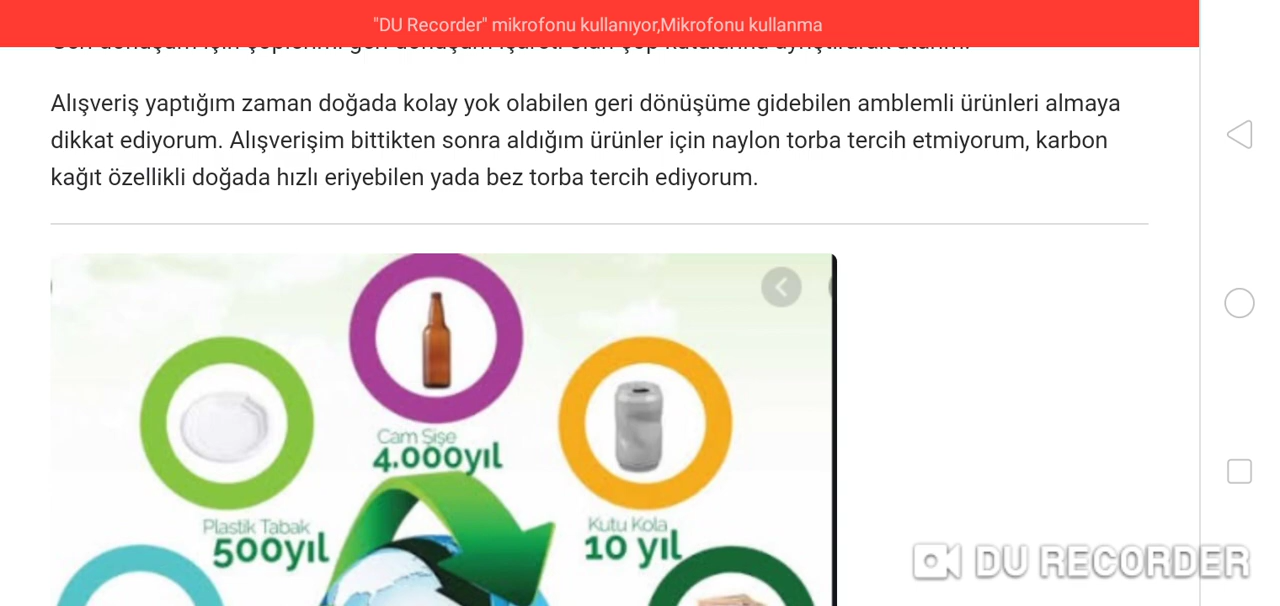 "DU Recorder" mikrofonu kullanıyor,Mikrofonu kullanma
Alışveriş yaptığım zaman doğada kolay yok olabilen geri dönüşüme gidebilen amblemli ürünleri almaya
dikkat ediyorum. Alışverişim bittikten sonra aldığım ürünler için naylon torba tercih etmiyorum, karbon
kağıt özellikli doğada hızlı eriyebilen yada bez torba tercih ediyorum.
Cam Şişe
4.000yıl
Plastik Tabak
500yıl
Kutu Kola
10 yıl
DU RECORDER